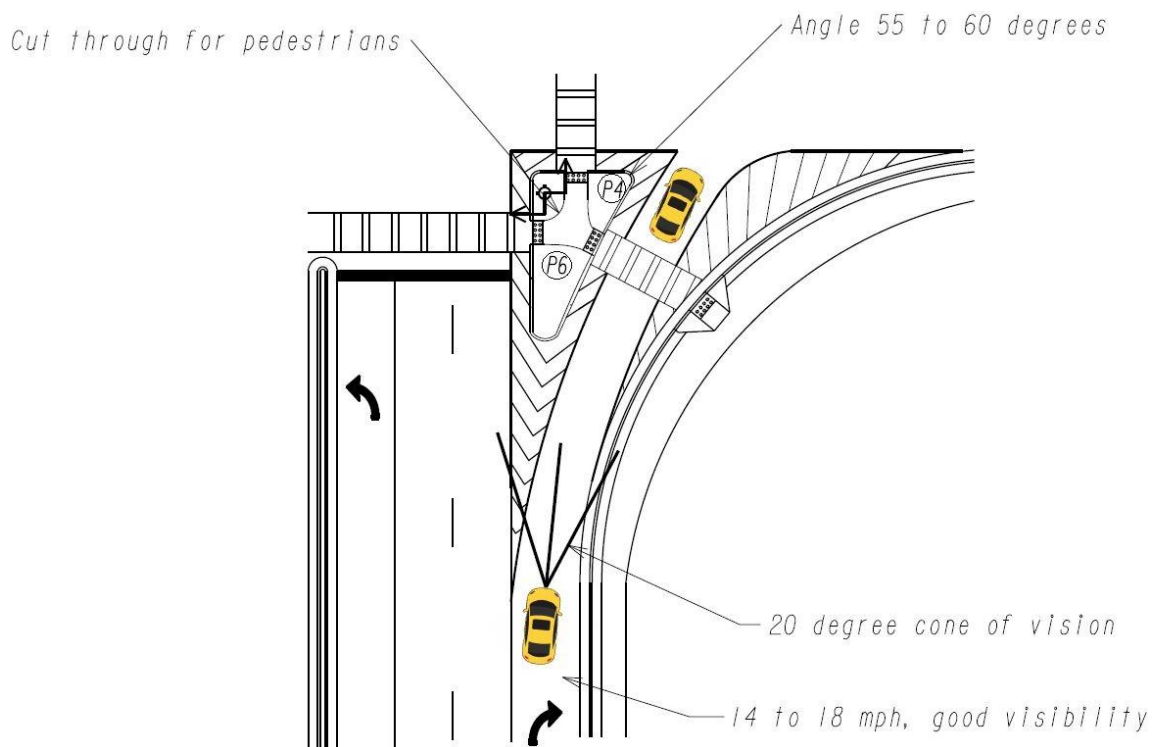 Cut through for pedestrians
Angle 55 to 60 degrees
P4
P6
20 degree cone of vision
14 to 18 mph, good visibility